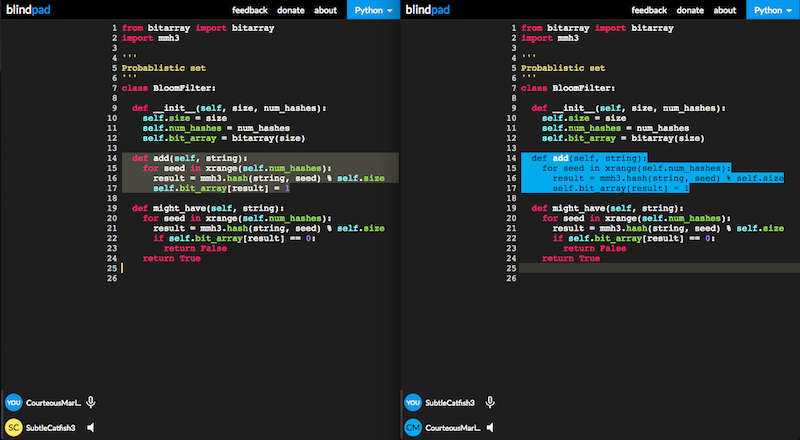 blindpad feedback donate about Python
1 from bitarray import bitarray
2 import mmh3
3
4 '''
5 Probablistic set
6 '''
7 class BloomFilter:
8
9 def __init__(self, size, num_hashes):
10 self.size = size
11 self.num_hashes = num_hashes
12 self.bit_array = bitarray(size)
13
14 def add(self, string):
15 for seed in xrange(self.num_hashes):
16 result = mmh3.hash(string, seed) % self.size
17 self.bit_array[result] = 1
18
19 def might_have(self, string):
20 for seed in xrange(self.num_hashes):
21 result = mmh3.hash(string, seed) % self.size
22 if self.bit_array[result] == 0:
23 return False
24 return True
25
26
YOU CourteousMarl...
SC SubtleCatfish3
blindpad feedback donate about Python
1 from bitarray import bitarray
2 import mmh3
3
4 '''
5 Probablistic set
6 '''
7 class BloomFilter:
8
9 def __init__(self, size, num_hashes):
10 self.size = size
11 self.num_hashes = num_hashes
12 self.bit_array = bitarray(size)
13
14 def add(self, string):
15 for seed in xrange(self.num_hashes):
16 result = mmh3.hash(string, seed) % self.size
17 self.bit_array[result] = 1
18
19 def might_have(self, string):
20 for seed in xrange(self.num_hashes):
21 result = mmh3.hash(string, seed) % self.size
22 if self.bit_array[result] == 0:
23 return False
24 return True
25
26
YOU SubtleCatfish3
CM CourteousMarl...